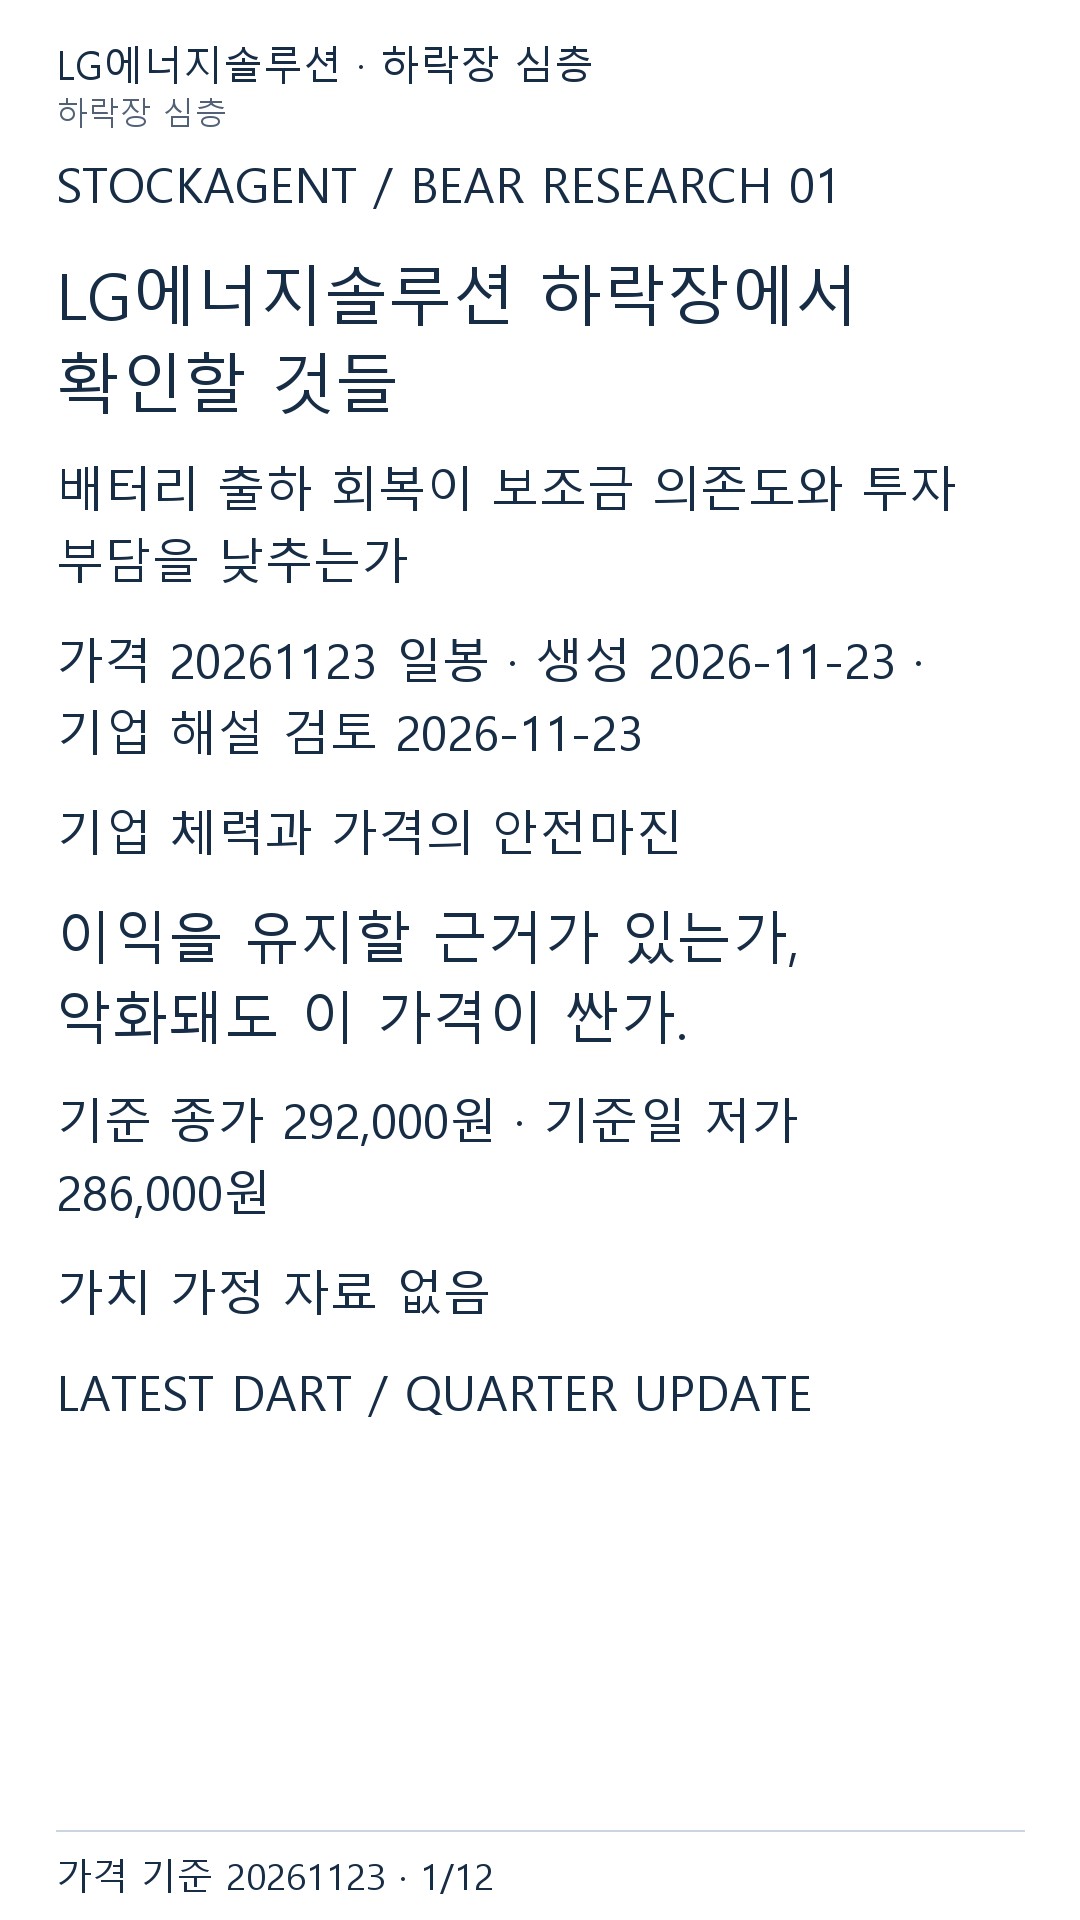 LG에너지솔루션 · 하락장 심층
하락장 심층
STOCKAGENT / BEAR RESEARCH 01
LG에너지솔루션 하락장에서
확인할 것들
배터리 출하 회복이 보조금 의존도와 투자
부담을 낮추는가
가격 20261123 일봉 · 생성 2026-11-23 ·
기업 해설 검토 2026-11-23
기업 체력과 가격의 안전마진
이익을 유지할 근거가 있는가,
악화돼도 이 가격이 싼가.
기준 종가 292,000원 · 기준일 저가
286,000원
가치 가정 자료 없음
LATEST DART / QUARTER UPDATE
가격 기준 20261123 · 1/12